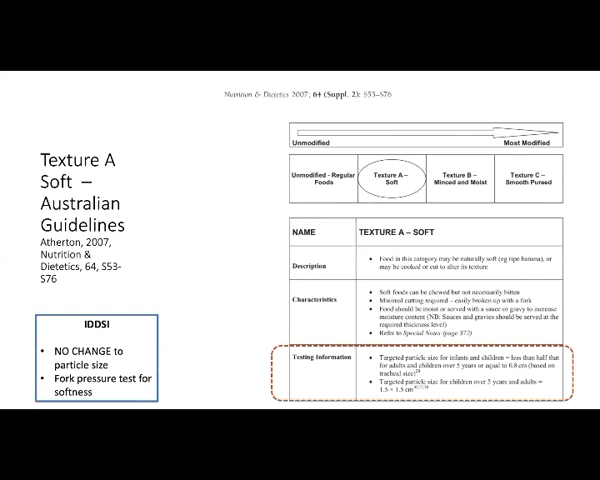 Nutrition & Dietetics 2007; 64 (Suppl. 2): S53–S76
Texture A
Soft –
Australian
Guidelines
Atherton, 2007,
Nutrition &
Dietetics, 64, S53-
S76
IDDSI
• NO CHANGE to
particle size
• Fork pressure test for
softness
Unmodified Most Modified
Unmodified - Regular
Foods
Texture A –
Soft
Texture B –
Minced and Moist
Texture C –
Smooth Pureed
NAME TEXTURE A – SOFT
Description
• Food in this category may be naturally soft (eg ripe banana), or
may be cooked or cut to alter its texture
Characteristics
• Soft foods can be chewed but not necessarily bitten
• Minimal cutting required – easily broken up with a fork
• Food should be moist or served with a sauce or gravy to increase
moisture content (NB: Sauces and gravies should be served at the
required thickness level)
• Refer to Special Notes (page S72)
Testing Information
• Targeted particle size for infants and children = less than half that
for adults and children over 5 years or equal to 0.8 cm (based on
tracheal size)
• Targeted particle size for children over 5 years and adults =
1.5 × 1.5 cm